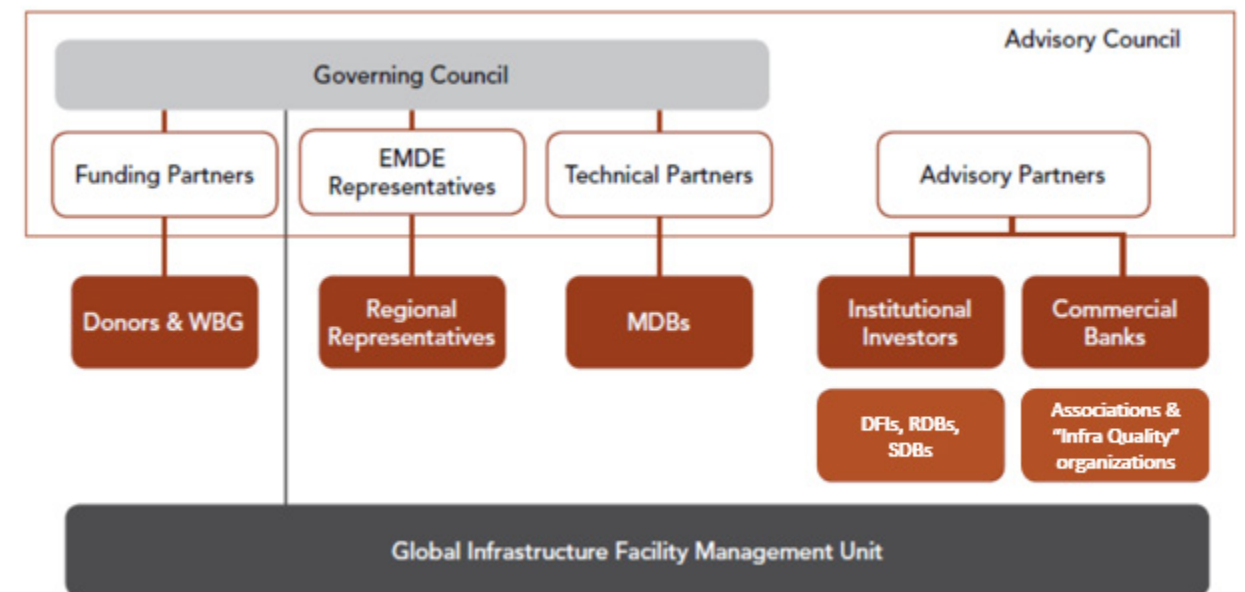 Advisory Council
Governing Council
Funding Partners
EMDE
Representatives
Technical Partners
Advisory Partners
Donors & WBG
Regional
Representatives
MDBs
Institutional
Investors
Commercial
Banks
DFIs, RDBs,
SDBs
Associations &
"Infra Quality"
organizations
Global Infrastructure Facility Management Unit